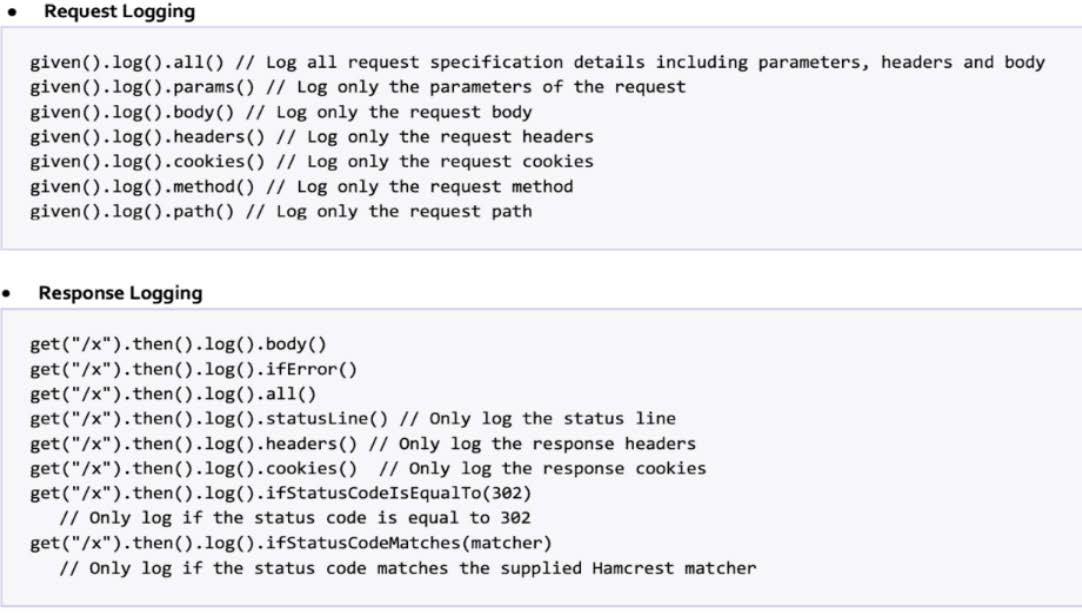 • Request Logging
given().log().all() // Log all request specification details including parameters, headers and body
given().log().params() // Log only the parameters of the request
given().log().body() // Log only the request body
given().log().headers() // Log only the request headers
given().log().cookies() // Log only the request cookies
given().log().method() // Log only the request method
given().log().path() // Log only the request path
• Response Logging
get("/x").then().log().body()
get("/x").then().log().ifError()
get("/x").then().log().all()
get("/x").then().log().statusLine() // Only log the status line
get("/x").then().log().headers() // Only log the response headers
get("/x").then().log().cookies()  // Only log the response cookies
get("/x").then().log().ifStatusCodeIsEqualTo(302)
// Only log if the status code is equal to 302
get("/x").then().log().ifStatusCodeMatches(matcher)
// Only log if the status code matches the supplied Hamcrest matcher